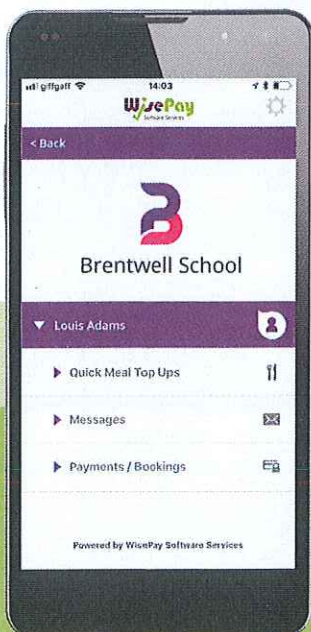 giffgaff
14:03
WisePay
Software Services
< Back
Brentwell School
Louis Adams
Quick Meal Top Ups
Messages
Payments / Bookings
Powered by WisePay Software Services